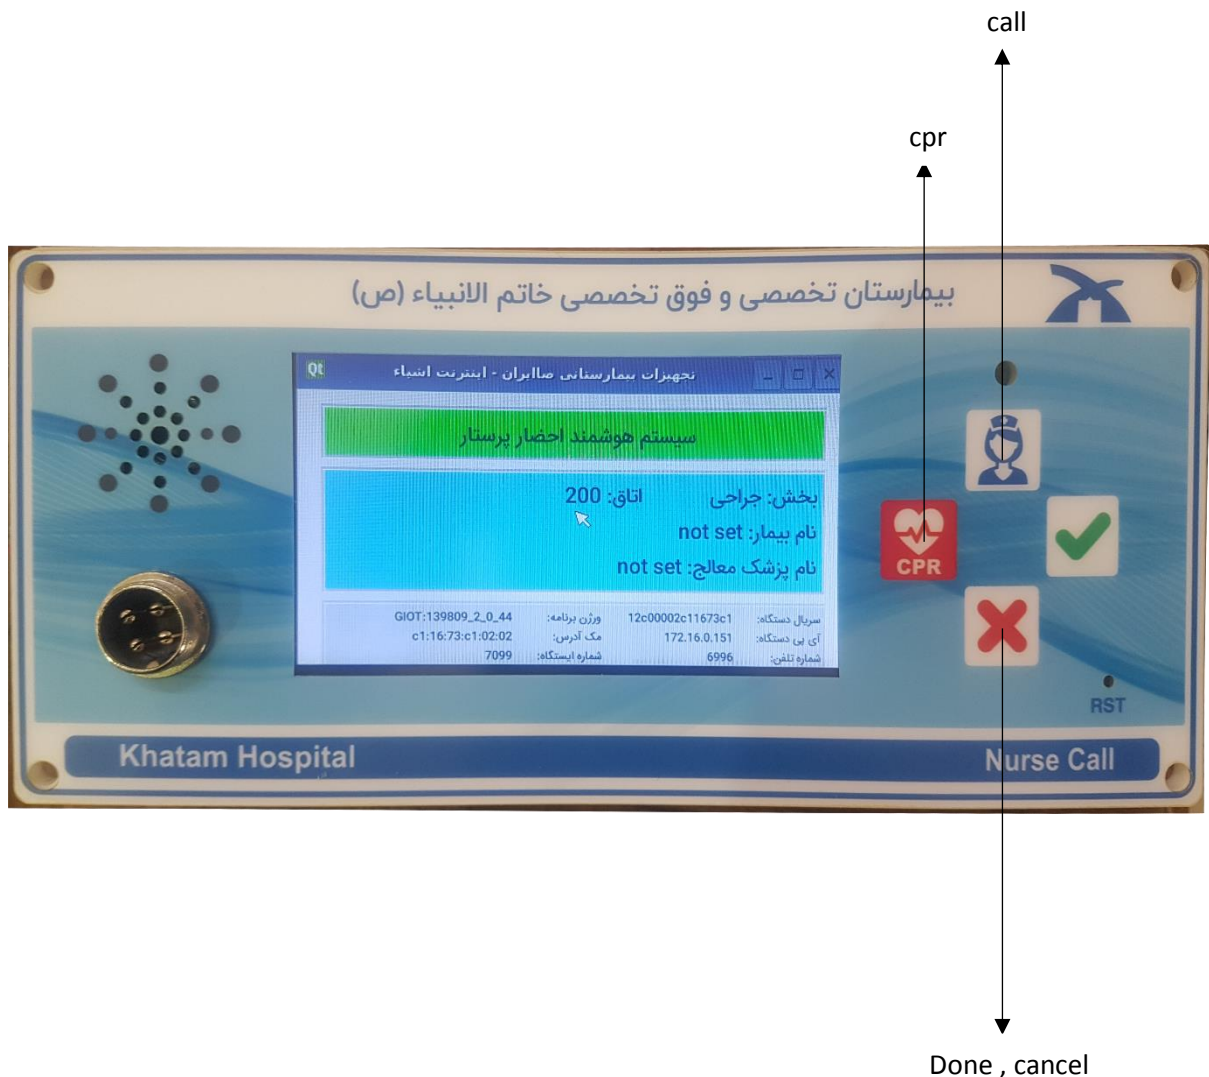 call
cpr
بیمارستان تخصصی و فوق تخصصی خاتم الانبیاء (ص)
Qt تجهیزات بیمارستانی صاایران - اینترنت اشیاء
سیستم هوشمند احضار پرستار
بخش: جراحی اتاق: 200
نام بیمار: not set
نام پزشک معالج: not set
سریال دستگاه: 12c00002c11673c1 ورژن برنامه: GIOT:139809_2_0_44
آی پی دستگاه: 172.16.0.151 مک آدرس: c1:16:73:c1:02:02
شماره تلفن: 6996 شماره ایستگاه: 7099
CPR
RST
Khatam Hospital Nurse Call
Done , cancel